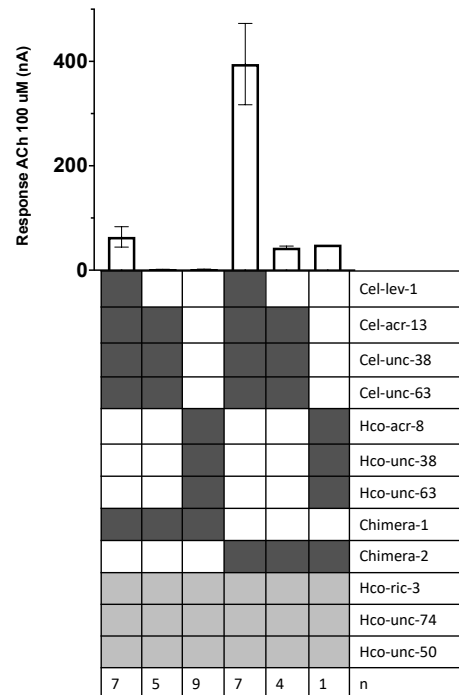 Response ACh 100 uM (nA)
400
200
0
Cel-lev-1
Cel-acr-13
Cel-unc-38
Cel-unc-63
Hco-acr-8
Hco-unc-38
Hco-unc-63
Chimera-1
Chimera-2
Hco-ric-3
Hco-unc-74
Hco-unc-50
7 5 9 7 4 1 n